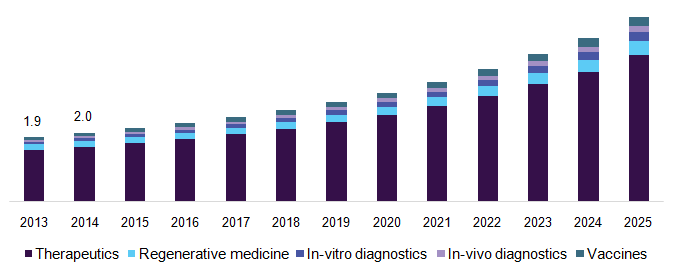 1.9
2.0
2013 2014 2015 2016 2017 2018 2019 2020 2021 2022 2023 2024 2025
Therapeutics Regenerative medicine In-vitro diagnostics In-vivo diagnostics Vaccines